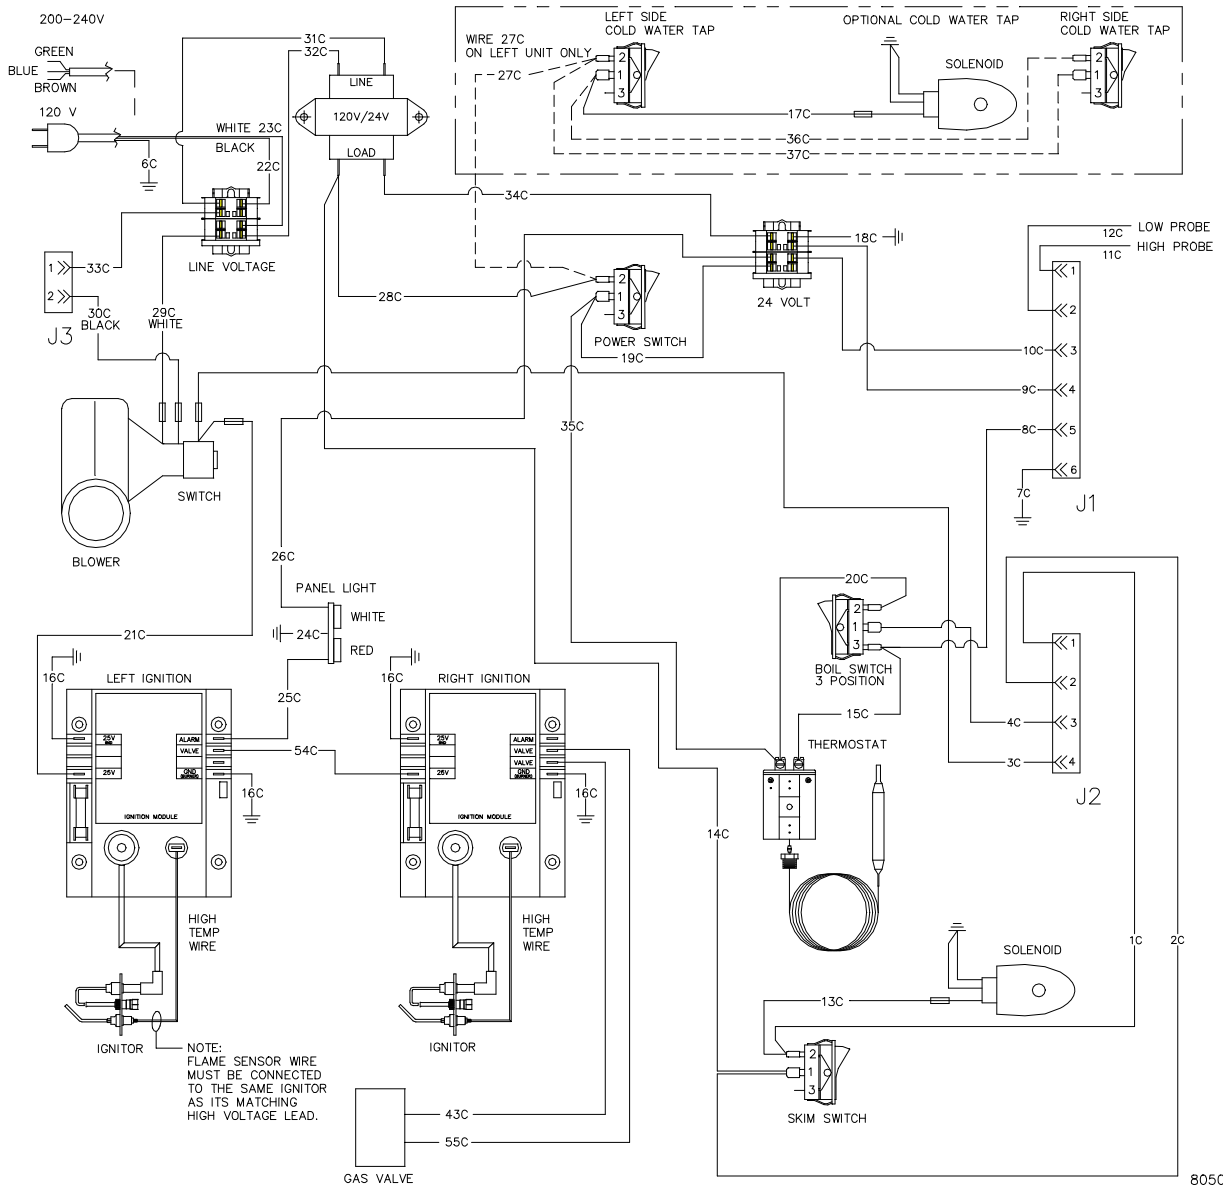 200-240V
GREEN
BLUE
BROWN
120 V
WHITE 23C
BLACK
22C
6C
31C
32C
LINE
120V/24V
LOAD
LINE VOLTAGE
WIRE 27C
ON LEFT UNIT ONLY
27C
LEFT SIDE
COLD WATER TAP
2
1
3
OPTIONAL COLD WATER TAP
SOLENOID
RIGHT SIDE
COLD WATER TAP
2
1
3
17C
36C
37C
34C
28C
2
1
3
POWER SWITCH
19C
18C
24 VOLT
12C
LOW PROBE
11C
HIGH PROBE
1
2
10C
3
9C
4
8C
5
6
7C
J1
1
33C
2
30C
BLACK
J3
29C
WHITE
35C
SWITCH
BLOWER
26C
PANEL LIGHT
WHITE
24C
RED
25C
21C
20C
2
1
3
BOIL SWITCH
3 POSITION
15C
THERMOSTAT
1
2
4C
3
3C
4
J2
16C
LEFT IGNITION
25V
GND
ALARM
VALVE
VALVE
25V
GND
(BURNER)
16C
IGNITION MODULE
54C
16C
RIGHT IGNITION
25V
GND
ALARM
VALVE
VALVE
25V
GND
(BURNER)
16C
IGNITION MODULE
14C
HIGH
TEMP
WIRE
HIGH
TEMP
WIRE
IGNITOR
IGNITOR
NOTE:
FLAME SENSOR WIRE
MUST BE CONNECTED
TO THE SAME IGNITOR
AS ITS MATCHING
HIGH VOLTAGE LEAD.
1C
2C
SOLENOID
13C
2
1
3
SKIM SWITCH
43C
55C
GAS VALVE
8050